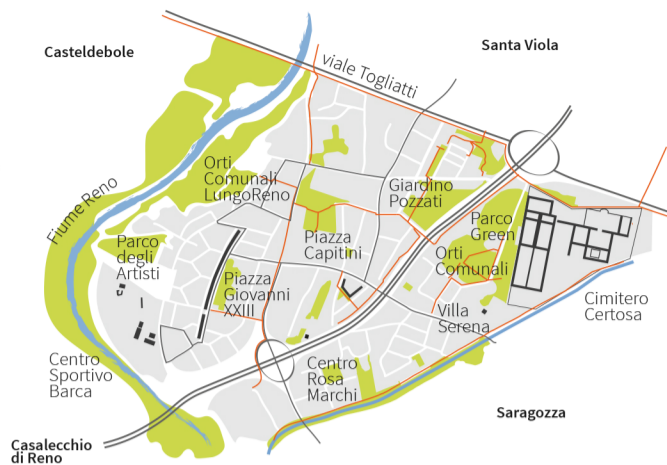 Casteldebole
Santa Viola
viale Togliatti
Orti
Comunali
LungoReno
Giardino
Pozzati
Fiume Reno
Parco
Green
Parco
degli
Artisti
Piazza
Capitini
Orti
Comunali
Piazza
Giovanni
XXIII
Cimitero
Certosa
Villa
Serena
Centro
Sportivo
Barca
Centro
Rosa
Marchi
Saragozza
Casalecchio
di Reno